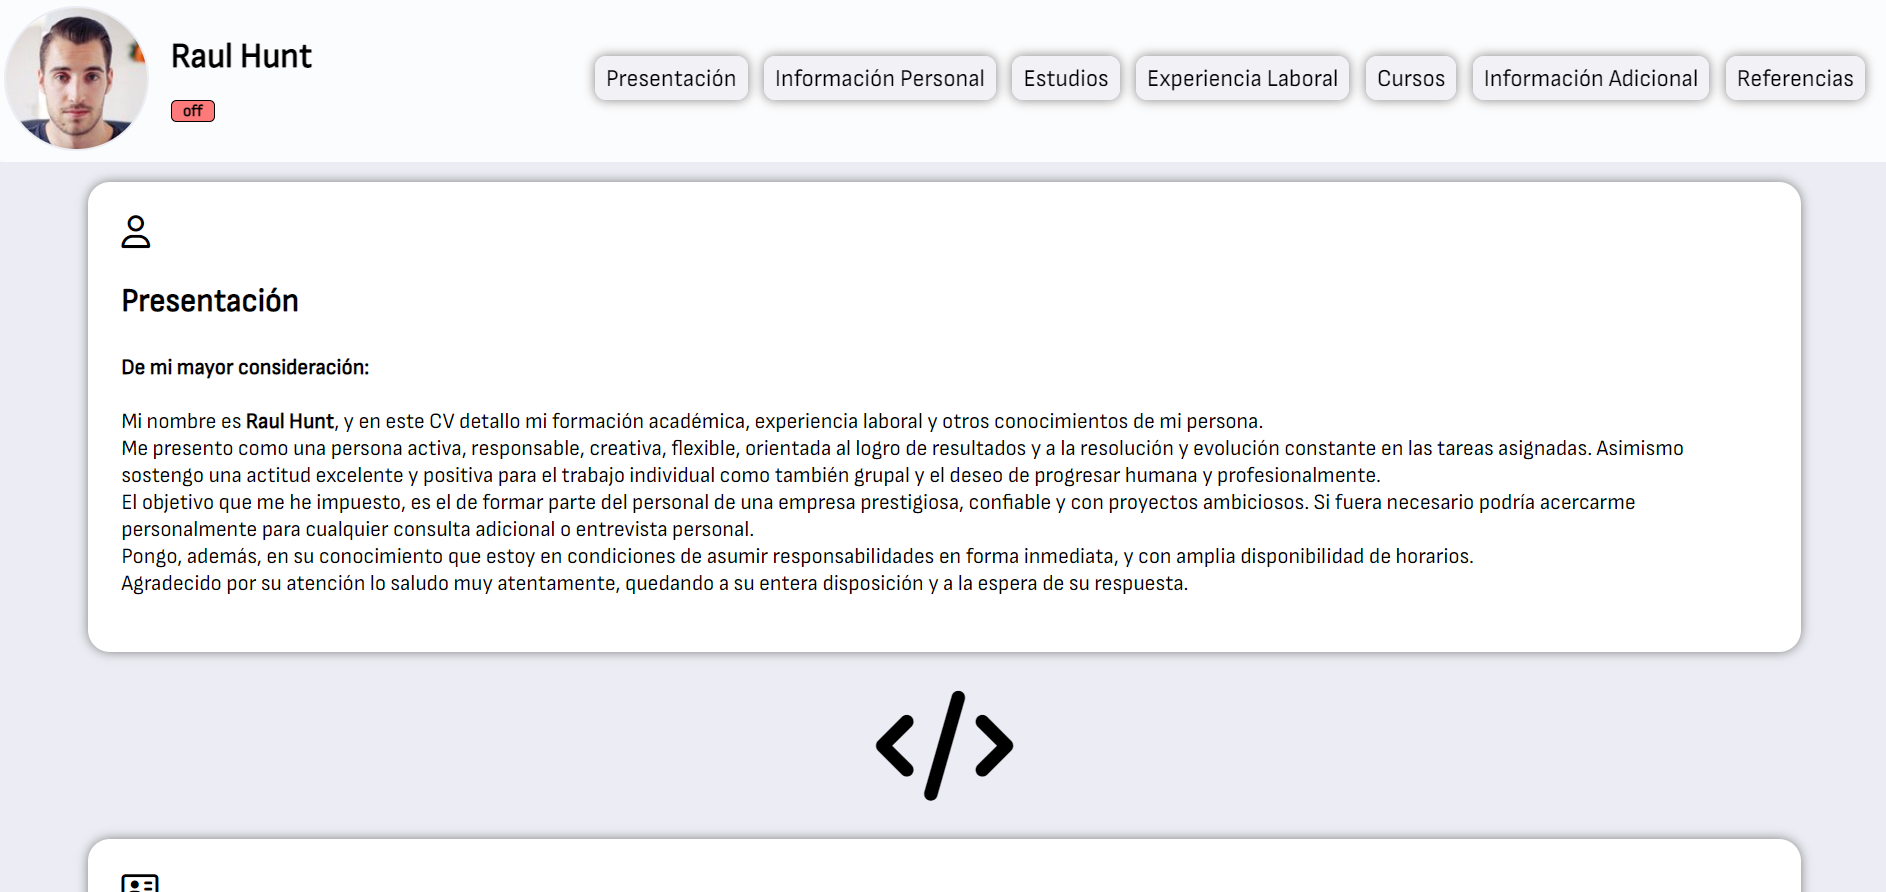 Raul Hunt
off
Presentación
Información Personal
Estudios
Experiencia Laboral
Cursos
Información Adicional
Referencias
Presentación
De mi mayor consideración:
Mi nombre es Raul Hunt, y en este CV detallo mi formación académica, experiencia laboral y otros conocimientos de mi persona.
Me presento como una persona activa, responsable, creativa, flexible, orientada al logro de resultados y a la resolución y evolución constante en las tareas asignadas. Asimismo
sostengo una actitud excelente y positiva para el trabajo individual como también grupal y el deseo de progresar humana y profesionalmente.
El objetivo que me he impuesto, es el de formar parte del personal de una empresa prestigiosa, confiable y con proyectos ambiciosos. Si fuera necesario podría acercarme
personalmente para cualquier consulta adicional o entrevista personal.
Pongo, además, en su conocimiento que estoy en condiciones de asumir responsabilidades en forma inmediata, y con amplia disponibilidad de horarios.
Agradecido por su atención lo saludo muy atentamente, quedando a su entera disposición y a la espera de su respuesta.